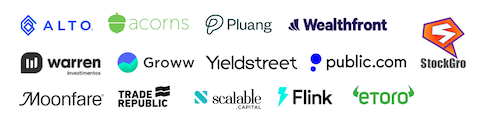 ALTO. acorns Pluang Wealthfront
warren
investimentos
Groww Yieldstreet public.com StockGro
Moonfare® TRADE
REPUBLIC
scalable
CAPITAL
Flink eToro